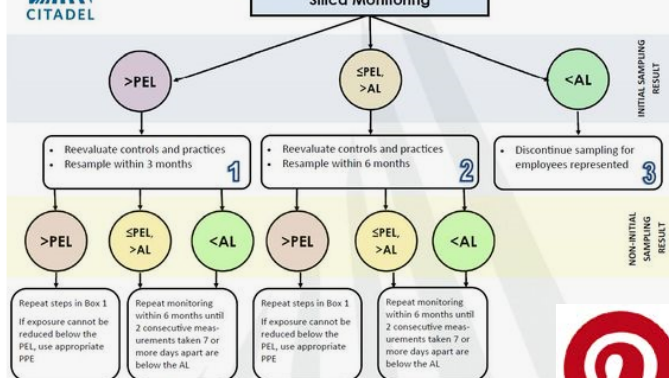 CITADEL
Silica Monitoring
>PEL
≤PEL,
>AL
<AL
INITIAL SAMPLING
RESULT
• Reevaluate controls and practices
• Resample within 3 months
1
• Reevaluate controls and practices
• Resample within 6 months
2
• Discontinue sampling for
employees represented
3
>PEL
≤PEL,
>AL
<AL
>PEL
≤PEL,
>AL
<AL
NON-INITIAL
SAMPLING
RESULT
Repeat steps in Box 1
If exposure cannot be
reduced below the
PEL, use appropriate
PPE
Repeat monitoring
within 6 months until
2 consecutive meas-
urements taken 7 or
more days apart are
below the AL
Repeat steps in Box 1
If exposure cannot be
reduced below the
PEL, use appropriate
PPE
Repeat monitoring
within 6 months until
2 consecutive meas-
urements taken 7 or
more days apart are
below the AL